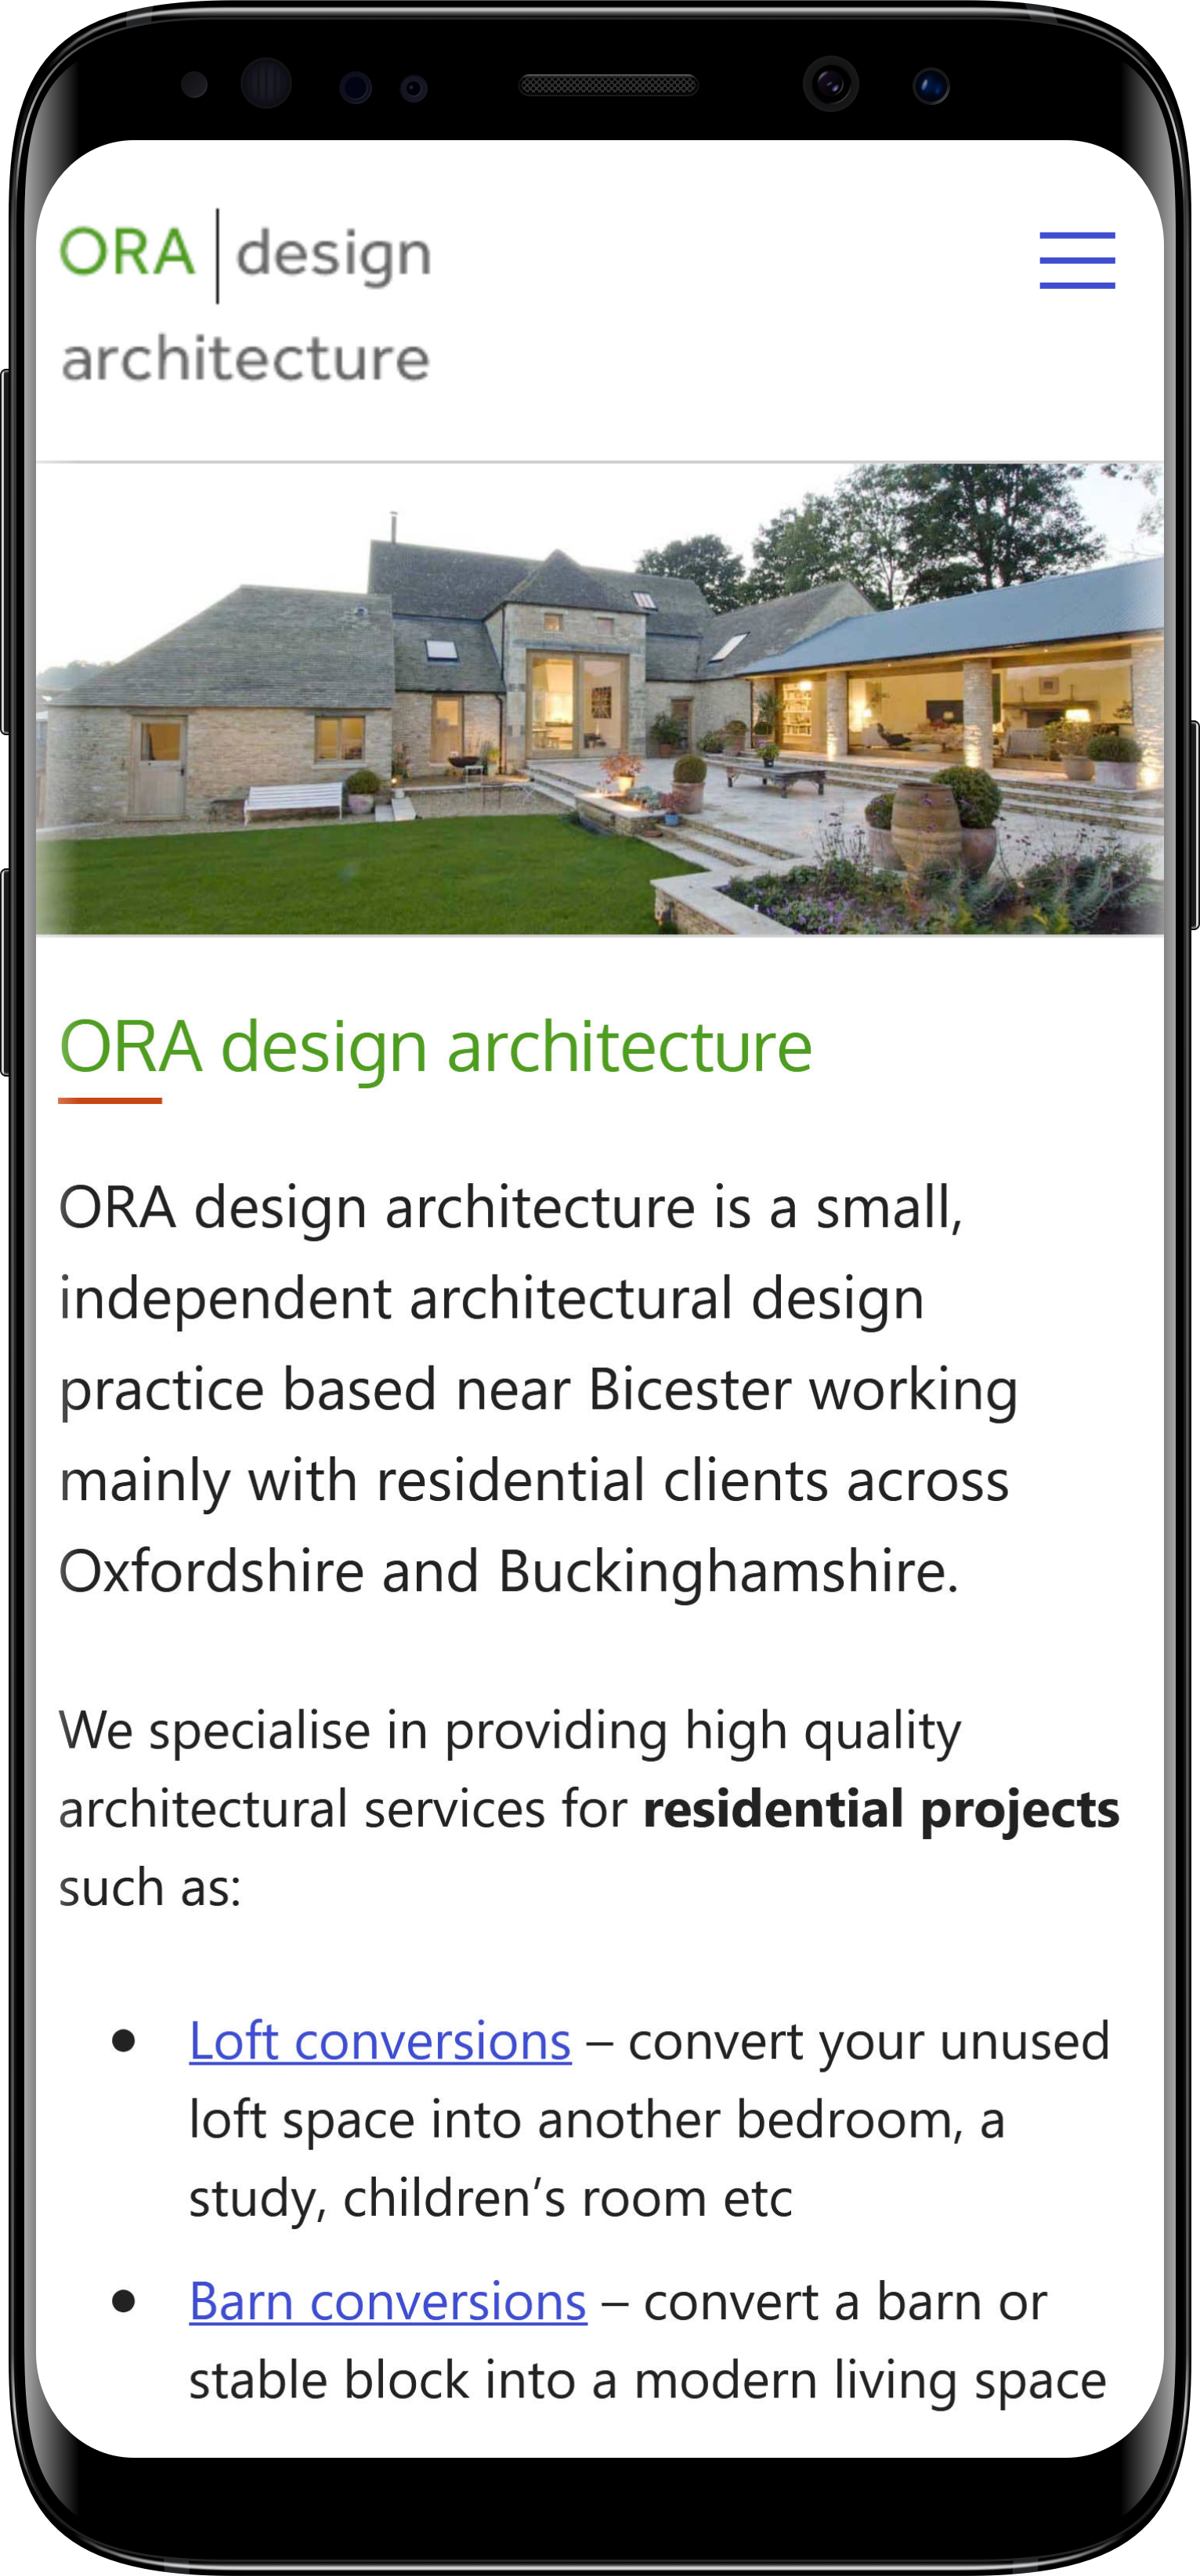 ORA design
architecture
ORA design architecture
ORA design architecture is a small,
independent architectural design
practice based near Bicester working
mainly with residential clients across
Oxfordshire and Buckinghamshire.
We specialise in providing high quality
architectural services for residential projects
such as:
• Loft conversions – convert your unused
loft space into another bedroom, a
study, children’s room etc
• Barn conversions – convert a barn or
stable block into a modern living space